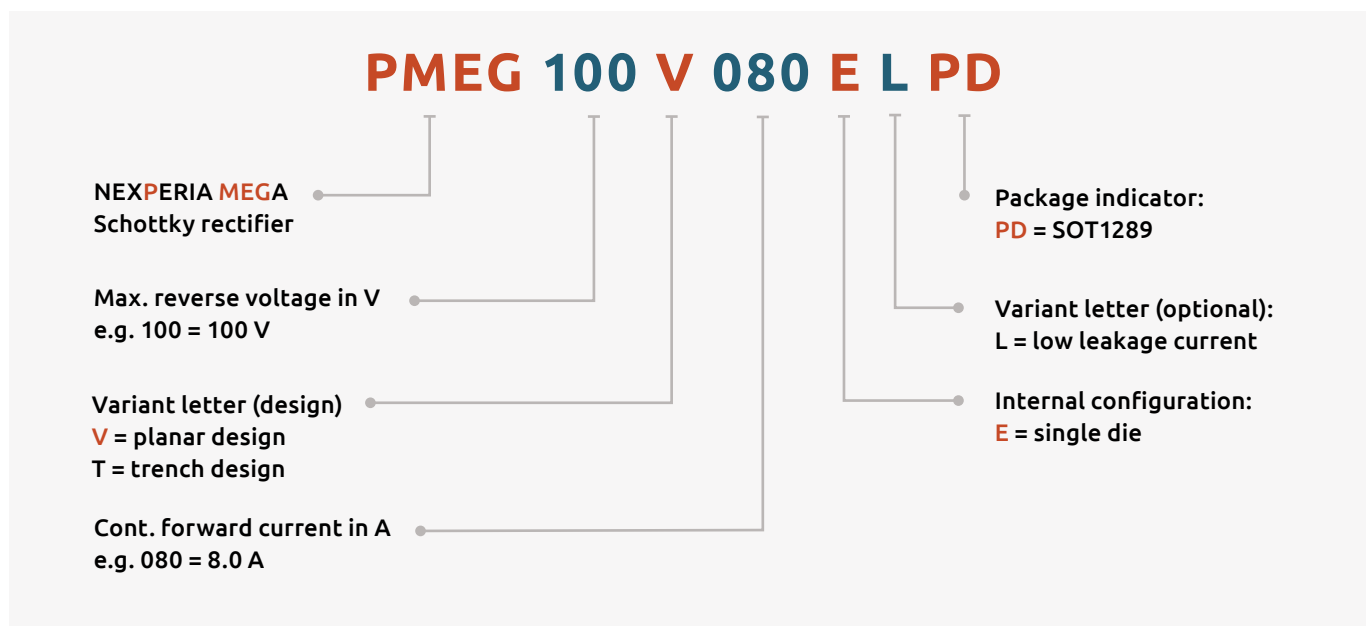 PMEG 100 V 080 E L PD
NEXPERIA MEGA
Schottky rectifier
Max. reverse voltage in V
e.g. 100 = 100 V
Variant letter (design)
V = planar design
T = trench design
Cont. forward current in A
e.g. 080 = 8.0 A
Package indicator:
PD = SOT1289
Variant letter (optional):
L = low leakage current
Internal configuration:
E = single die